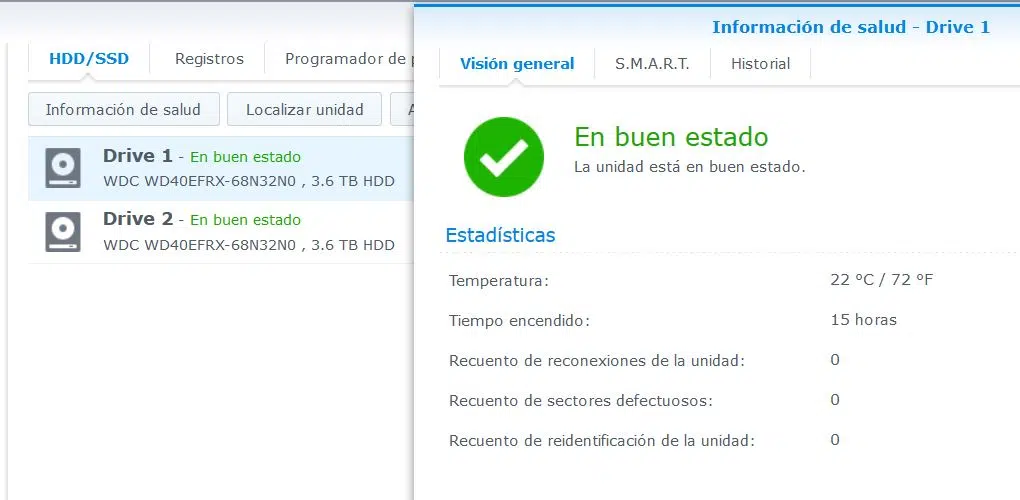 HDD/SSD
Registros
Programador de
Información de salud
Localizar unidad
Drive 1 - En buen estado
WDC WD40EFRX-68N32N0 , 3.6 TB HDD
Drive 2 - En buen estado
WDC WD40EFRX-68N32N0 , 3.6 TB HDD
Información de salud - Drive 1
Visión general
S.M.A.R.T.
Historial
En buen estado
La unidad está en buen estado.
Estadísticas
Temperatura: 22 °C / 72 °F
Tiempo encendido: 15 horas
Recuento de reconexiones de la unidad: 0
Recuento de sectores defectuosos: 0
Recuento de reidentificación de la unidad: 0